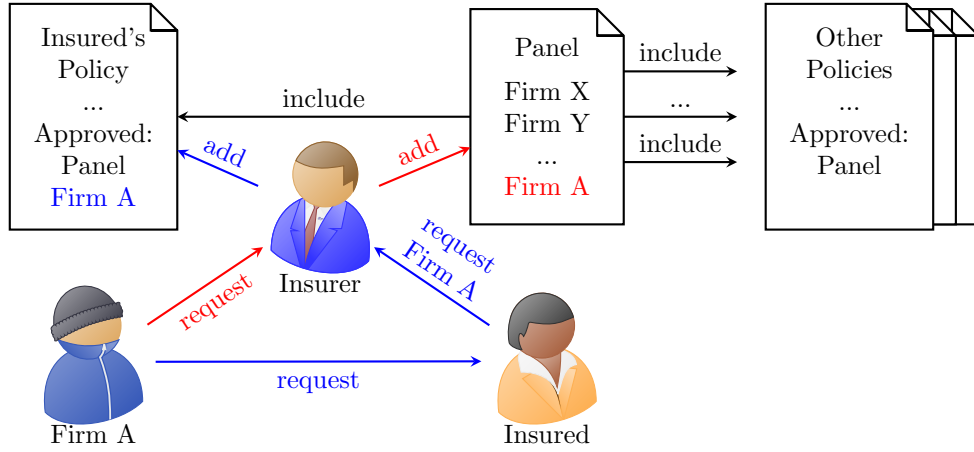 Insured's
Policy
...
Approved:
Panel
Firm A
include
Panel
Firm X
Firm Y
...
Firm A
include
...
include
Other
Policies
...
Approved:
Panel
add
add
Insurer
request
request
Firm A
request
Firm A
Insured